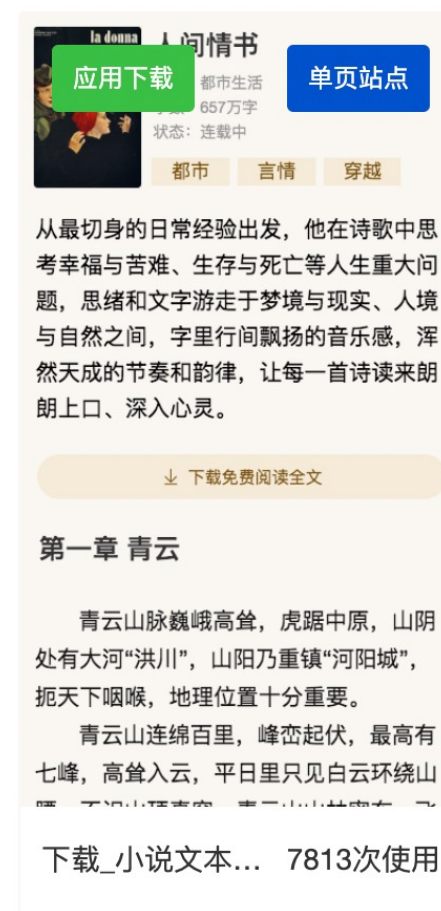 la donna
人间情书
应用下载
单页站点
都市生活
657万字
状态：连载中
都市 言情 穿越
从最切身的日常经验出发，他在诗歌中思
考幸福与苦难、生存与死亡等人生重大问
题，思绪和文字游走于梦境与现实、人境
与自然之间，字里行间飘扬的音乐感，浑
然天成的节奏和韵律，让每一首诗读来朗
朗上口、深入心灵。
下载免费阅读全文
第一章 青云
青云山脉巍峨高耸，虎踞中原，山阴
处有大河“洪川”，山阳乃重镇“河阳城”，
扼天下咽喉，地理位置十分重要。
青云山连绵百里，峰峦起伏，最高有
七峰，高耸入云，平日里只见白云环绕山
下载_小说文本… 7813次使用